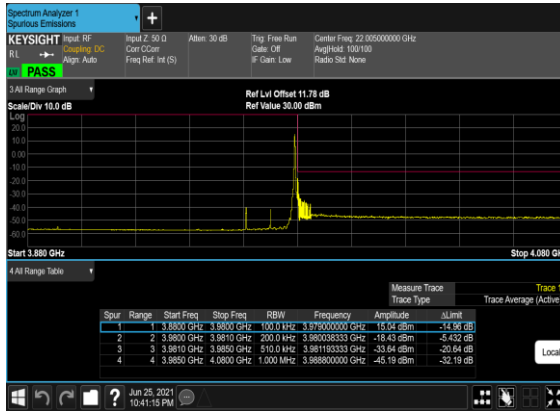 Spectrum Analyzer 1
Spurious Emissions
KEYSIGHT Input: RF Input Z: 50 Ω Atten: 30 dB Trig: Free Run Center Freq: 22.005000000 GHz
RL Coupling: DC Corr CCorr Gate: Off Avg|Hold: 100/100
Align: Auto Freq Ref: Int (S) IF Gain: Low Radio Std: None
LW PASS
3 All Range Graph
Ref Lvl Offset 11.78 dB
Scale/Div 10.0 dB Ref Value 30.00 dBm
Log
20.0
10.0
0.00
-10.0
-20.0
-30.0
-40.0
-50.0
-60.0
Start 3.880 GHz Stop 4.080 GH
4 All Range Table
Measure Trace Trace 1
Trace Type Trace Average (Active
Spur Range Start Freq Stop Freq RBW Frequency Amplitude ΔLimit
1 1 3.8800 GHz 3.9800 GHz 100.0 kHz 3.979000000 GHz 15.04 dBm -14.96 dB
2 2 3.9800 GHz 3.9810 GHz 200.0 kHz 3.980038333 GHz -18.43 dBm -5.432 dB
3 3 3.9810 GHz 3.9850 GHz 510.0 kHz 3.981193333 GHz -33.64 dBm -20.64 dB
4 4 3.9850 GHz 4.0800 GHz 1.000 MHz 3.988800000 GHz -45.19 dBm -32.19 dB
Local
? Jun 25, 2021
10:41:15 PM